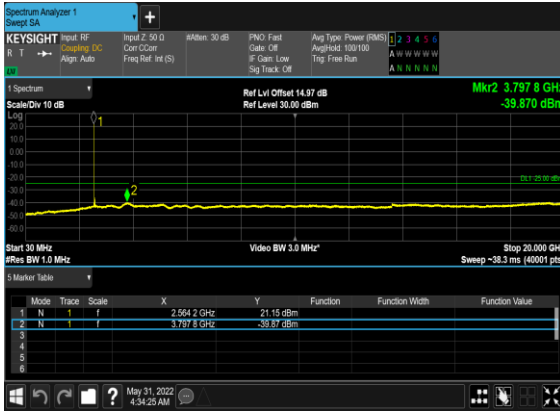 Spectrum Analyzer 1
Swept SA
+
KEYSIGHT Input: RF Input Z: 50 Ω #Atten: 30 dB PNO: Fast Avg Type: Power (RMS) 1 2 3 4 5 6
R T Coupling: DC Corr CCorr Gate: Off Avg|Hold: 100/100 A W W W W W
Align: Auto Freq Ref: Int (S) IF Gain: Low Trig: Free Run
Sig Track: Off A N N N N N
1 Spectrum Ref Lvl Offset 14.97 dB Mkr2 3.797 8 GHz
Scale/Div 10 dB Ref Level 30.00 dBm -39.870 dBm
Log
20.0
10.0
0.00
-10.0
-20.0
-30.0
-40.0
-50.0
-60.0
1
2
DL1 -25.00 dBm
Start 30 MHz Video BW 3.0 MHz* Stop 20.000 GHz
#Res BW 1.0 MHz Sweep ~38.3 ms (40001 pts)
5 Marker Table
Mode Trace Scale X Y Function Function Width Function Value
1 N 1 f 2.564 2 GHz 21.15 dBm
2 N 1 f 3.797 8 GHz -39.87 dBm
3
4
5
6
? May 31, 2022
4:34:25 AM